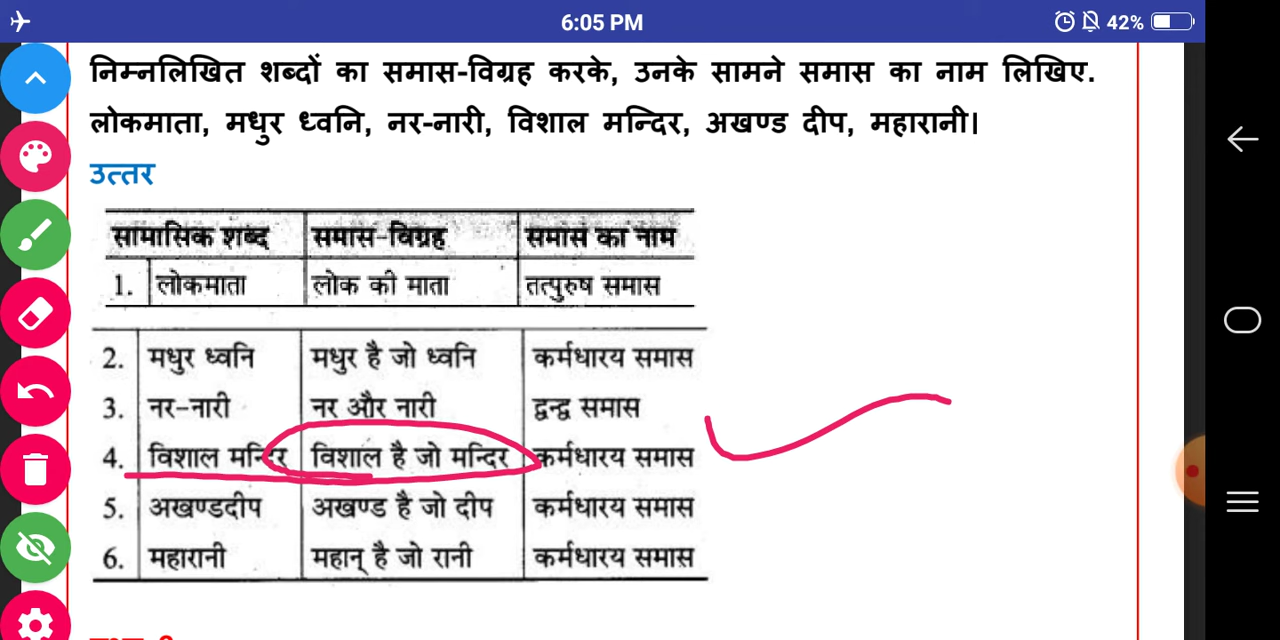 6:05 PM
42%
निम्नलिखित शब्दों का समास-विग्रह करके, उनके सामने समास का नाम लिखिए.
लोकमाता, मधुर ध्वनि, नर-नारी, विशाल मन्दिर, अखण्ड दीप, महारानी।
उत्तर
सामासिक शब्द समास-विग्रह समास का नाम
1. लोकमाता लोक की माता तत्पुरुष समास
2. मधुर ध्वनि मधुर है जो ध्वनि कर्मधारय समास
3. नर-नारी नर और नारी द्वन्द्व समास
4. विशाल मन्दिर विशाल है जो मन्दिर कर्मधारय समास
5. अखण्डदीप अखण्ड है जो दीप कर्मधारय समास
6. महारानी महान् है जो रानी कर्मधारय समास